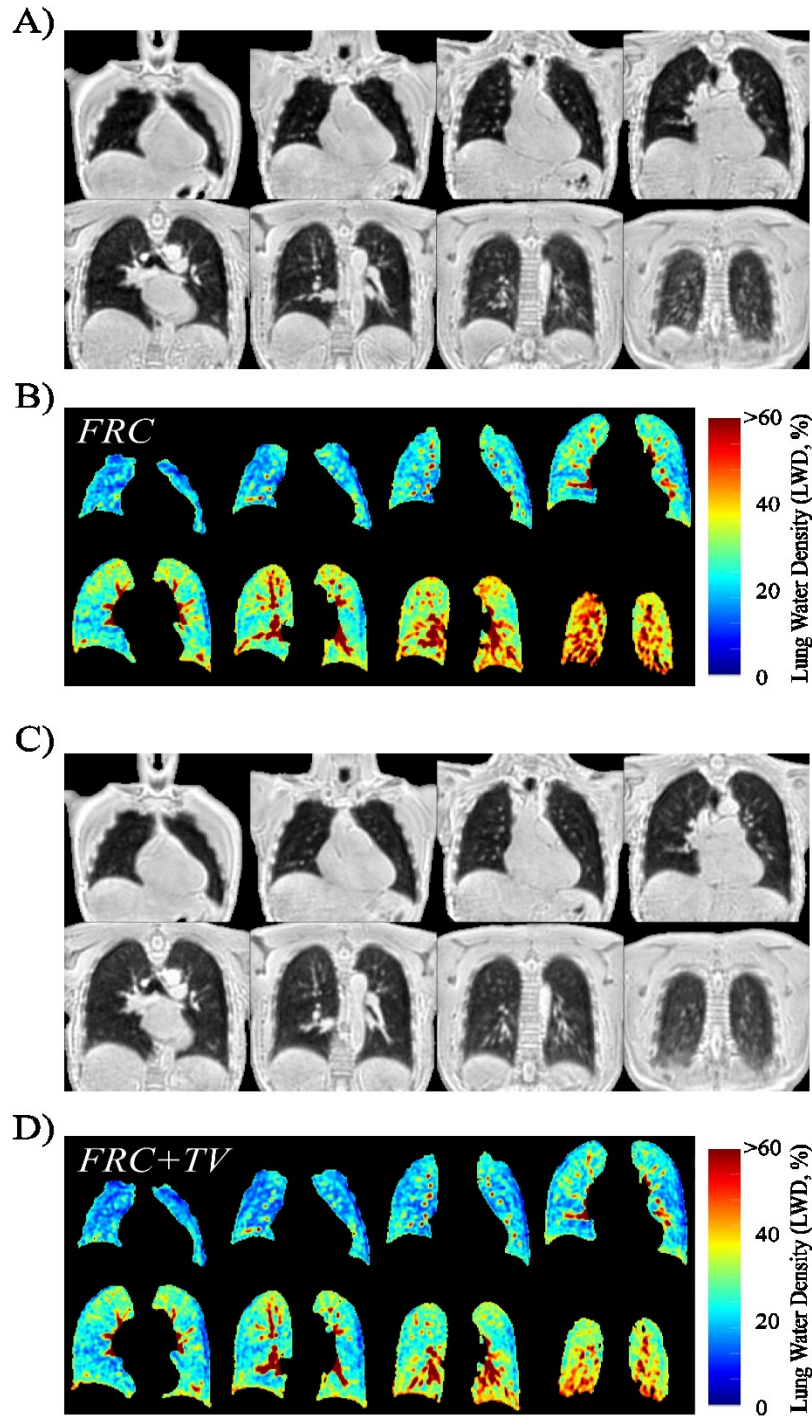 A)
B)
FRC
>60
40
20
0
Lung Water Density (LWD, %)
C)
D)
FRC+TV
>60
40
20
0
Lung Water Density (LWD, %)